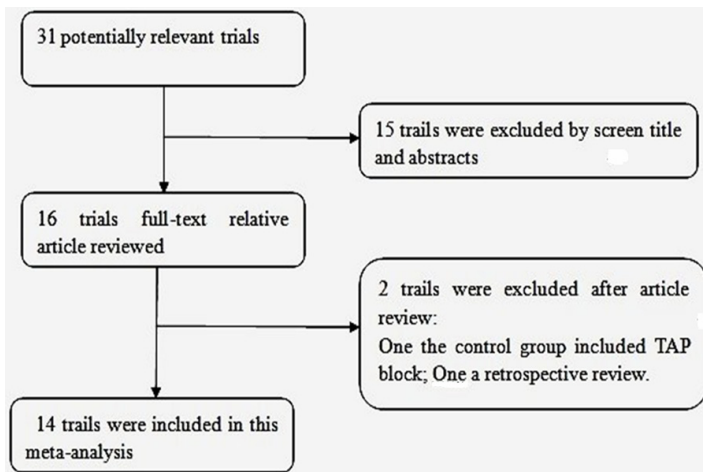 31 potentially relevant trials
15 trails were excluded by screen title
and abstracts
16 trials full-text relative
article reviewed
2 trails were excluded after article
review:
One the control group included TAP
block; One a retrospective review.
14 trails were included in this
meta-analysis